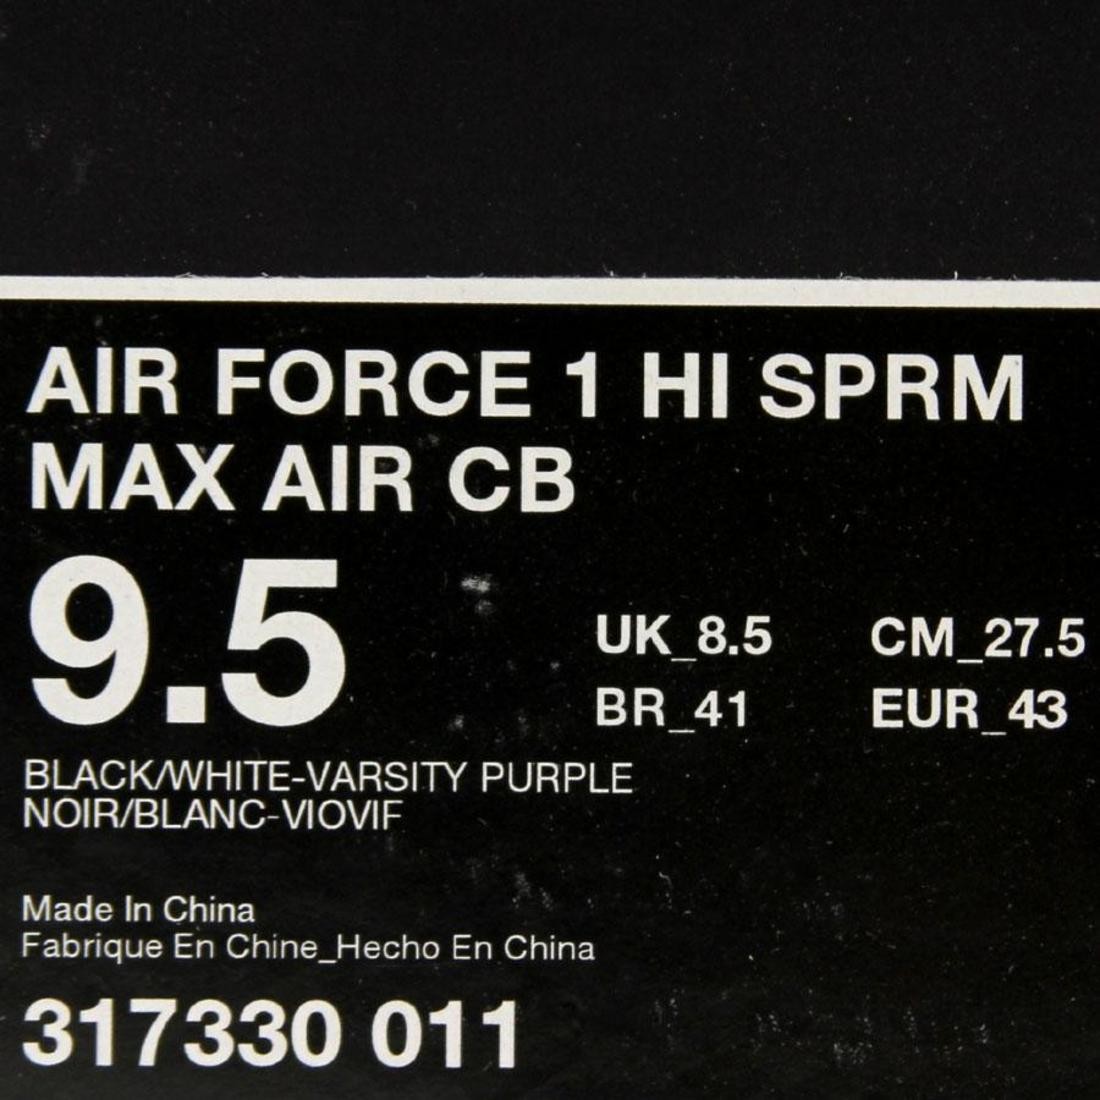 AIR FORCE 1 HI SPRM
MAX AIR CB
9.5
UK_8.5 CM_27.5
BR_41 EUR_43
BLACK/WHITE-VARSITY PURPLE
NOIR/BLANC-VIOVIF
Made In China
Fabrique En Chine_Hecho En China
317330 011